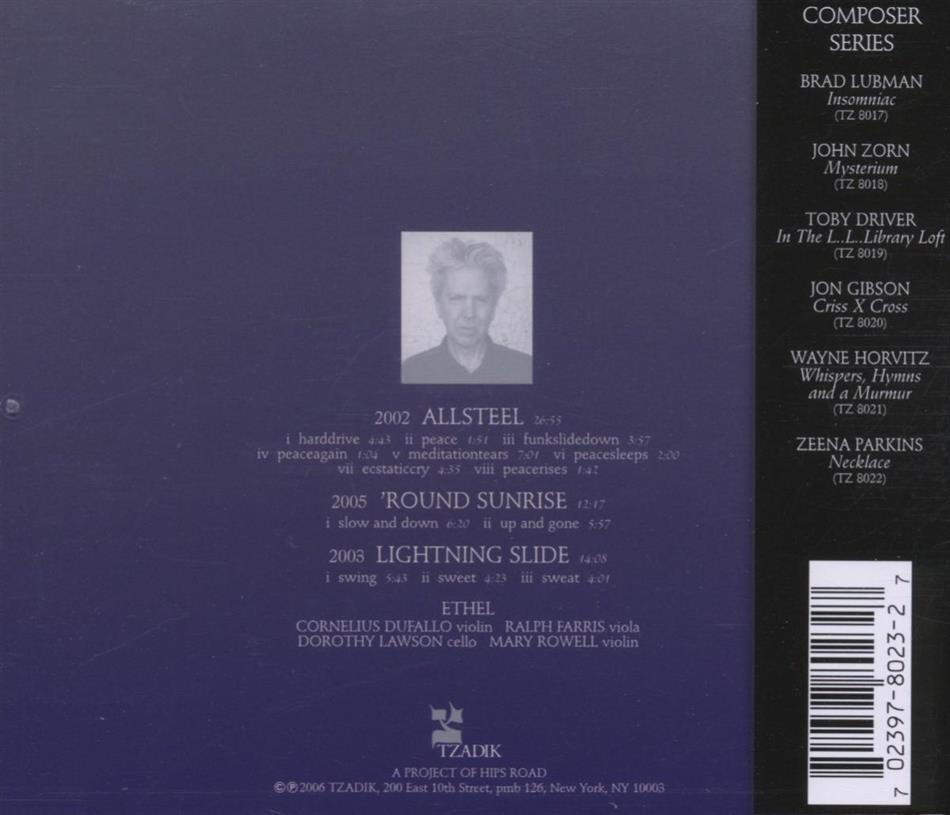 2002 ALLSTEEL 26:55
i harddrive 4:43 ii peace 1:51 iii funkslidedown 3:57
iv peaceagain 1:04 v meditationtears 7:01 vi peacesleeps 2:00
vii ecstaticcry 4:35 viii peacerises 1:42
2005 'ROUND SUNRISE 12:17
i slow and down 6:20 ii up and gone 5:57
2003 LIGHTNING SLIDE 14:08
i swing 5:43 ii sweet 4:23 iii sweat 4:01
ETHEL
CORNELIUS DUFALLO violin RALPH FARRIS viola
DOROTHY LAWSON cello MARY ROWELL violin
TZADIK
A PROJECT OF HIPS ROAD
©℗2006 TZADIK, 200 East 10th Street, pmb 126, New York, NY 10003
COMPOSER
SERIES
BRAD LUBMAN
Insomniac
(TZ 8017)
JOHN ZORN
Mysterium
(TZ 8018)
TOBY DRIVER
In The L..L..Library Loft
(TZ 8019)
JON GIBSON
Criss X Cross
(TZ 8020)
WAYNE HORVITZ
Whispers, Hymns
and a Murmur
(TZ 8021)
ZEENA PARKINS
Necklace
(TZ 8022)
7 02397-8023-2 7